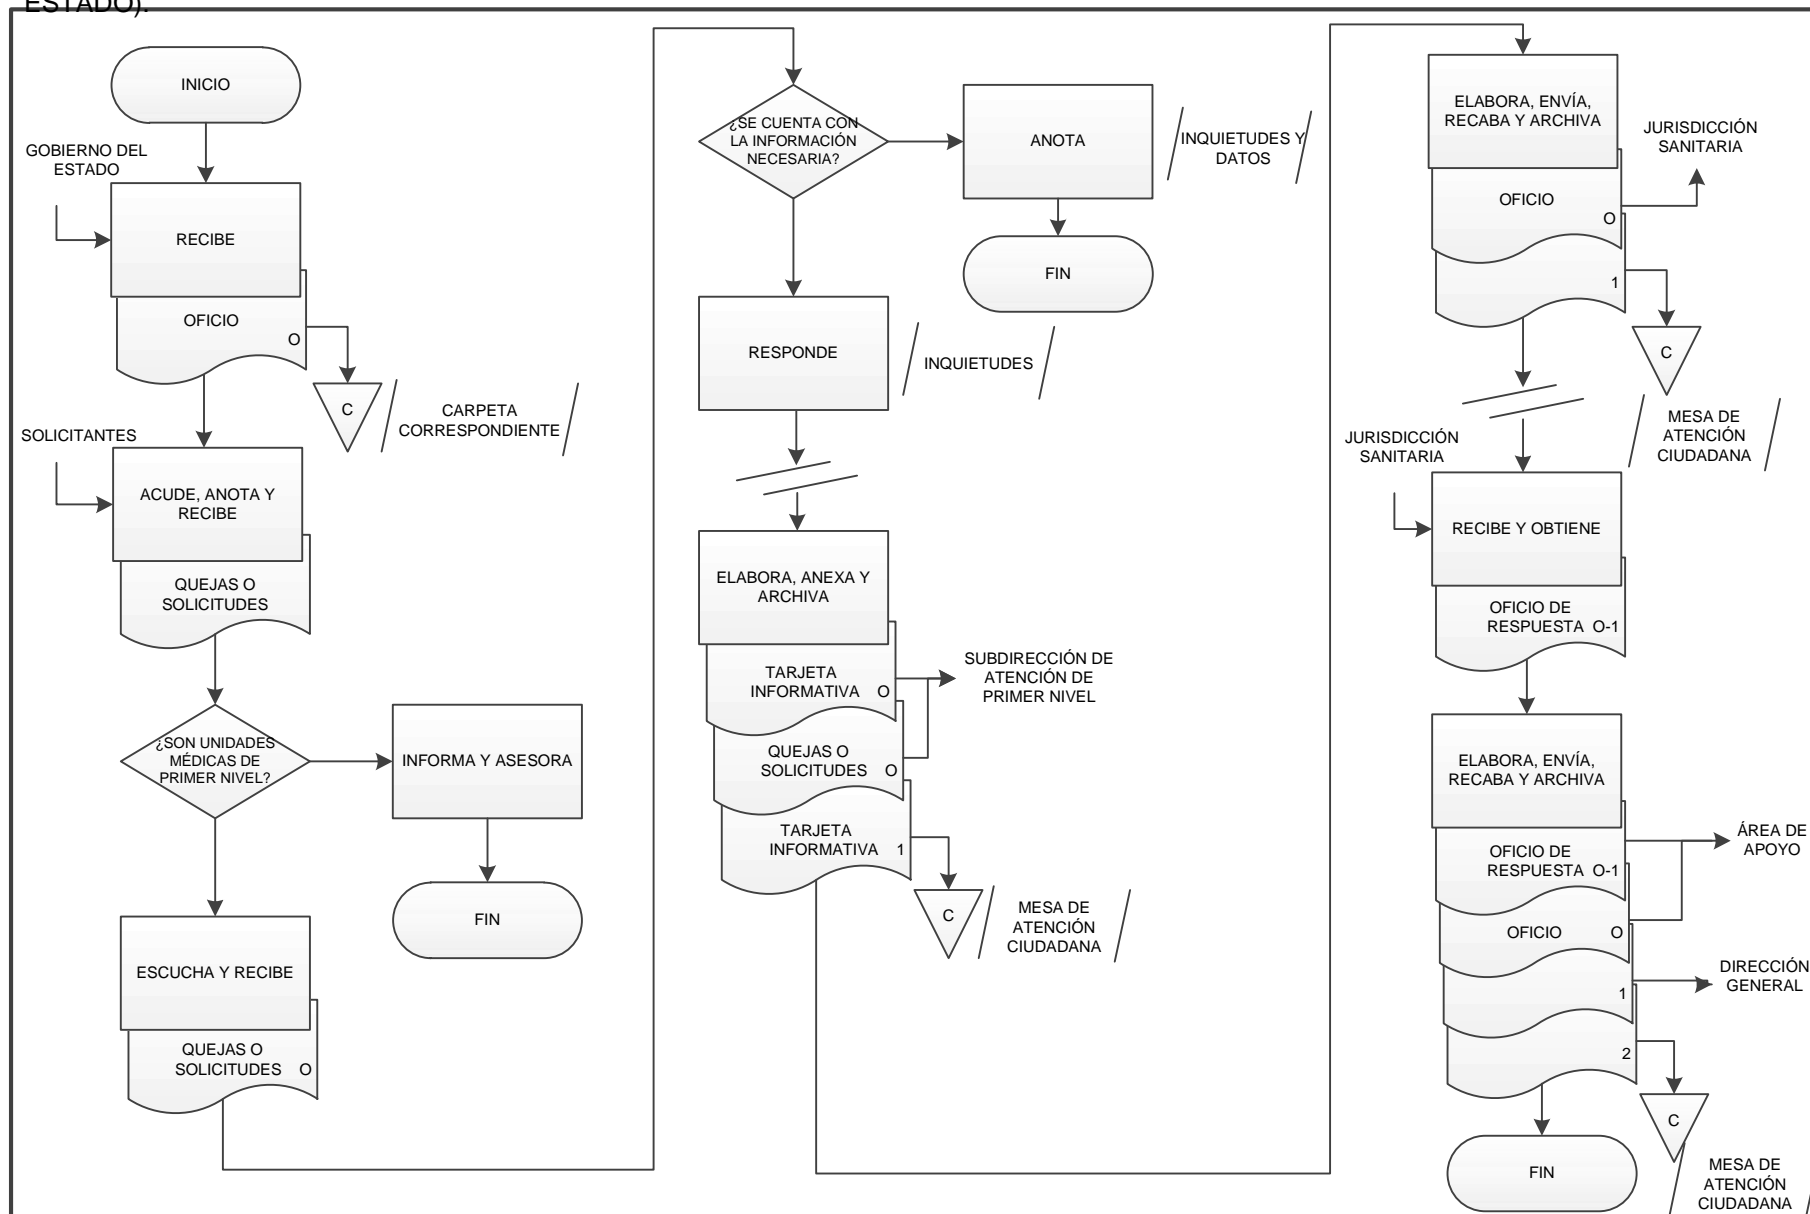 ESTADO).
INICIO
GOBIERNO DEL
ESTADO
RECIBE
OFICIO
O
C
CARPETA
CORRESPONDIENTE
SOLICITANTES
ACUDE, ANOTA Y
RECIBE
QUEJAS O
SOLICITUDES
¿SON UNIDADES
MÉDICAS DE
PRIMER NIVEL?
INFORMA Y ASESORA
FIN
ESCUCHA Y RECIBE
QUEJAS O
SOLICITUDES O
¿SE CUENTA CON
LA INFORMACIÓN
NECESARIA?
ANOTA
INQUIETUDES Y
DATOS
FIN
RESPONDE
INQUIETUDES
ELABORA, ANEXA Y
ARCHIVA
TARJETA
INFORMATIVA O
SUBDIRECCIÓN DE
ATENCIÓN DE
PRIMER NIVEL
QUEJAS O
SOLICITUDES O
TARJETA
INFORMATIVA 1
C
MESA DE
ATENCIÓN
CIUDADANA
ELABORA, ENVÍA,
RECABA Y ARCHIVA
JURISDICCIÓN
SANITARIA
OFICIO
O
1
C
MESA DE
ATENCIÓN
CIUDADANA
JURISDICCIÓN
SANITARIA
RECIBE Y OBTIENE
OFICIO DE
RESPUESTA O-1
ELABORA, ENVÍA,
RECABA Y ARCHIVA
OFICIO DE
RESPUESTA O-1
ÁREA DE
APOYO
OFICIO O
1
DIRECCIÓN
GENERAL
2
C
MESA DE
ATENCIÓN
CIUDADANA
FIN